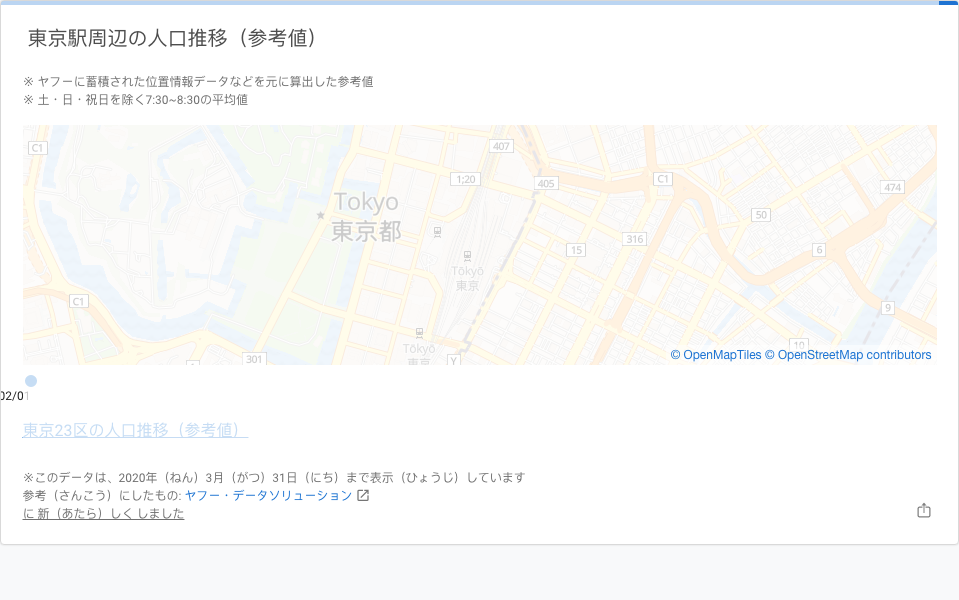 東京駅周辺の人口推移（参考値）
※ ヤフーに蓄積された位置情報データなどを元に算出した参考値
※ 土・日・祝日を除く7:30~8:30の平均値
C1
407
1;20
405
C1
474
Tokyo
東京都
50
316
15
6
Tōkyō
東京
C1
9
Tōkyō
東京
301
1
Y
10
© OpenMapTiles © OpenStreetMap contributors
02/01
東京23区の人口推移（参考値）
※このデータは、2020年（ねん）3月（がつ）31日（にち）まで表示（ひょうじ）しています
参考（さんこう）にしたもの: ヤフー・データソリューション
に 新（あたら）しく しました